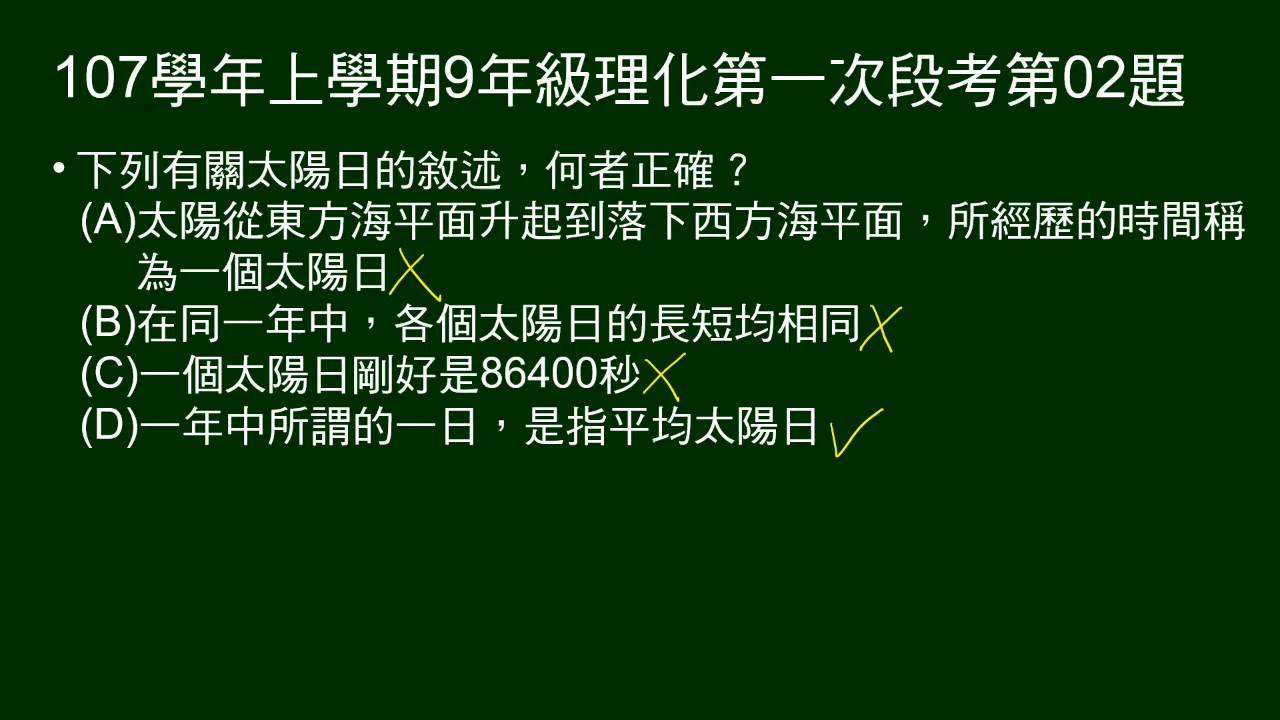 107學年上學期9年級理化第一次段考第02題
•下列有關太陽日的敘述，何者正確？
(A)太陽從東方海平面升起到落下西方海平面，所經歷的時間稱
為一個太陽日
(B)在同一年中，各個太陽日的長短均相同
(C)一個太陽日剛好是86400秒
(D)一年中所謂的一日，是指平均太陽日